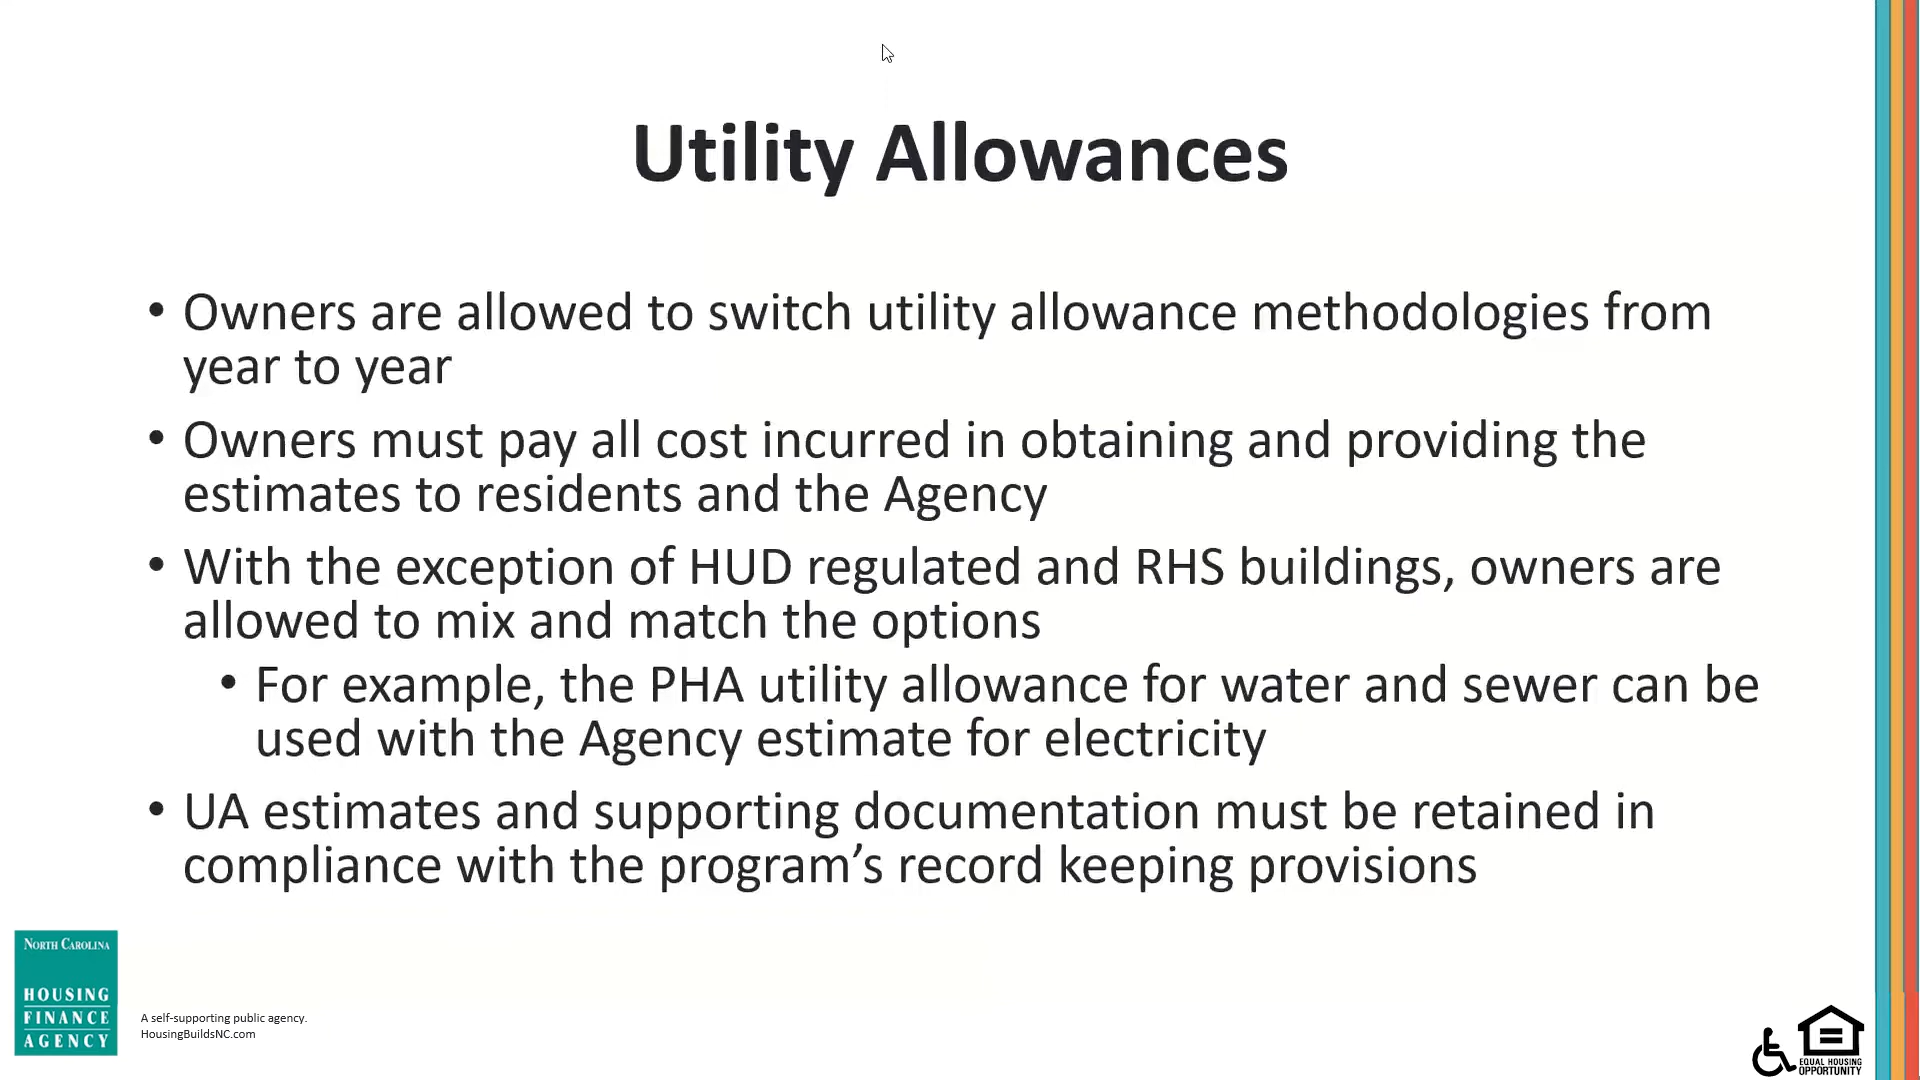 Utility Allowances
• Owners are allowed to switch utility allowance methodologies from
year to year
• Owners must pay all cost incurred in obtaining and providing the
estimates to residents and the Agency
• With the exception of HUD regulated and RHS buildings, owners are
allowed to mix and match the options
• For example, the PHA utility allowance for water and sewer can be
used with the Agency estimate for electricity
• UA estimates and supporting documentation must be retained in
compliance with the program’s record keeping provisions
NORTH CAROLINA
HOUSING
FINANCE
AGENCY
A self-supporting public agency.
HousingBuildsNC.com
EQUAL HOUSING
OPPORTUNITY